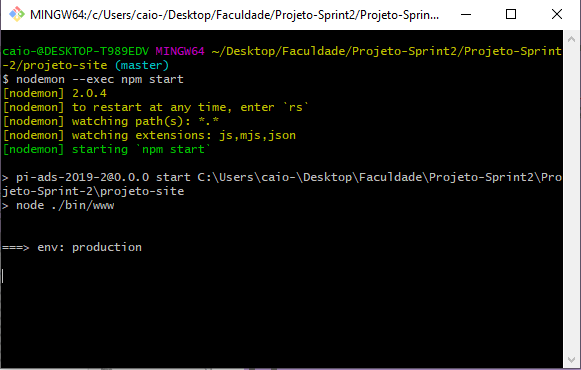 MINGW64:/c/Users/caio-/Desktop/Faculdade/Projeto-Sprint2/Projeto-Sprin...
caio-@DESKTOP-T989EDV MINGW64 ~/Desktop/Faculdade/Projeto-Sprint2/Projeto-Sprint
-2/projeto-site (master)
$ nodemon --exec npm start
[nodemon] 2.0.4
[nodemon] to restart at any time, enter `rs`
[nodemon] watching path(s): *.*
[nodemon] watching extensions: js,mjs,json
[nodemon] starting `npm start`
> pi-ads-2019-2@0.0.0 start C:\Users\caio-\Desktop\Faculdade\Projeto-Sprint2\Pro
jeto-Sprint-2\projeto-site
> node ./bin/www
===> env: production